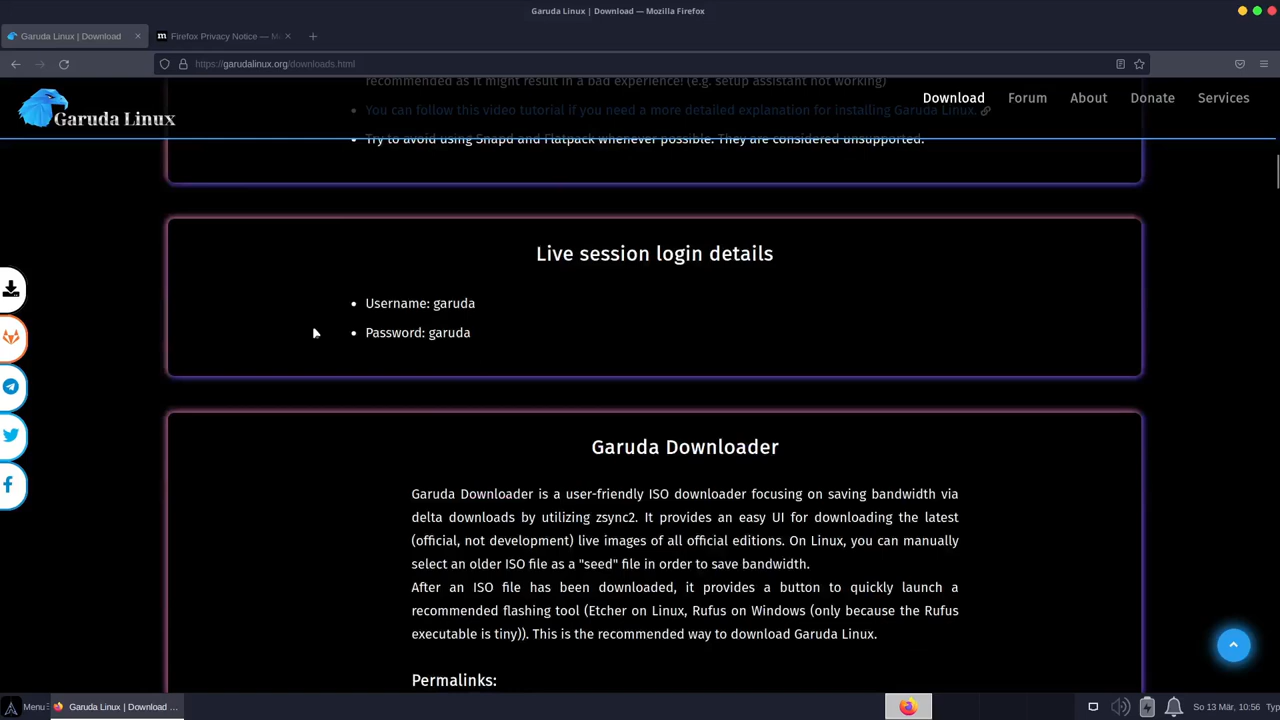 Garuda Linux | Download — Mozilla Firefox
Garuda Linux | Download
Firefox Privacy Notice — M
https://garudalinux.org/downloads.html
recommended as it might result in a bad experience! (e.g. setup assistant not working)
Garuda Linux
Download Forum About Donate Services
You can follow this video tutorial if you need a more detailed explanation for installing Garuda Linux.
Try to avoid using Snapd and Flatpack whenever possible. They are considered unsupported.
Live session login details
Username: garuda
Password: garuda
Garuda Downloader
Garuda Downloader is a user-friendly ISO downloader focusing on saving bandwidth via
delta downloads by utilizing zsync2. It provides an easy UI for downloading the latest
(official, not development) live images of all official editions. On Linux, you can manually
select an older ISO file as a "seed" file in order to save bandwidth.
After an ISO file has been downloaded, it provides a button to quickly launch a
recommended flashing tool (Etcher on Linux, Rufus on Windows (only because the Rufus
executable is tiny)). This is the recommended way to download Garuda Linux.
Permalinks:
Menu
Garuda Linux | Download ...
So 13 Mär, 10:56 Typ